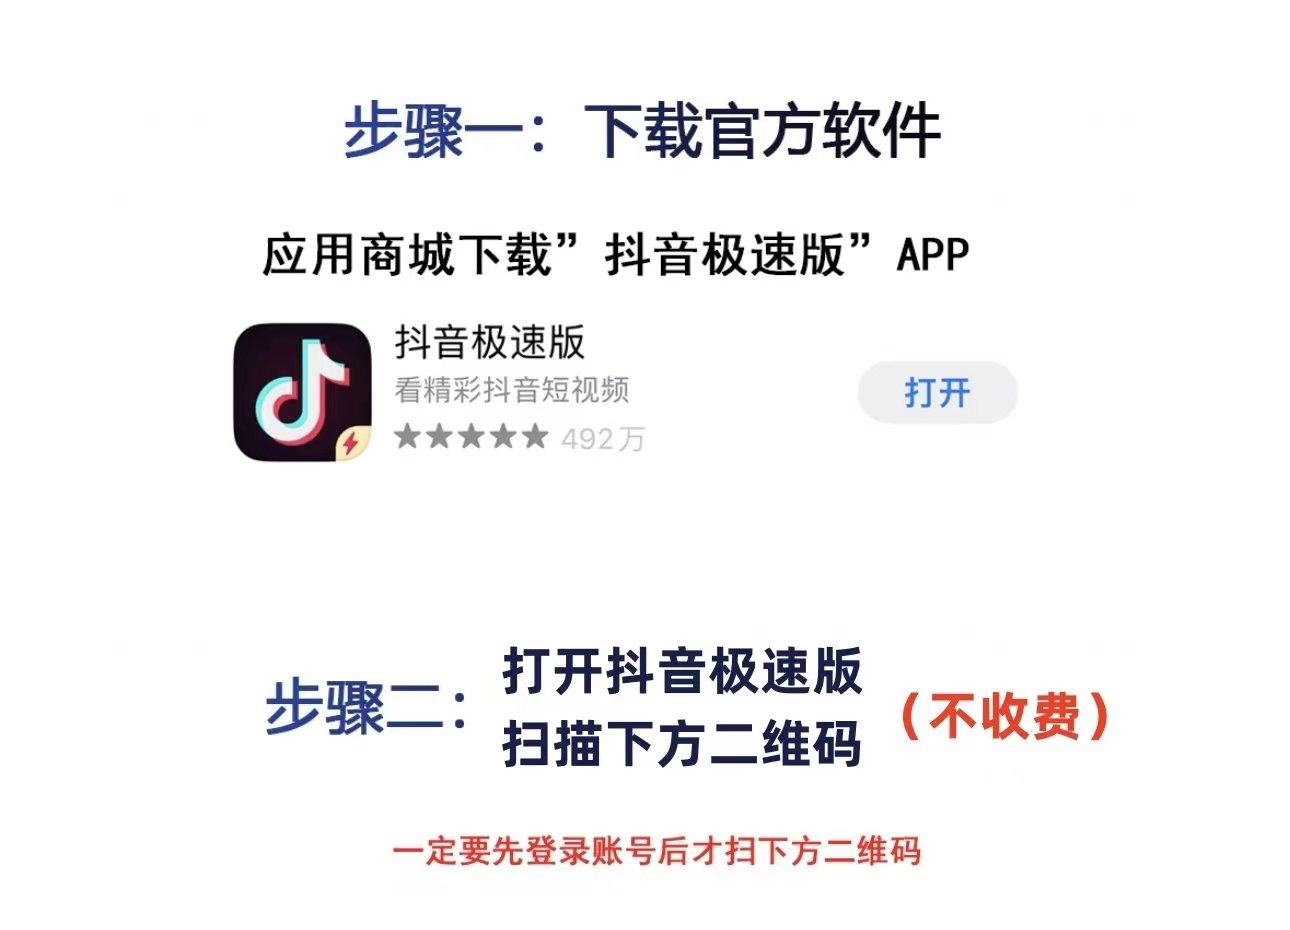 步骤一：下载官方软件
应用商城下载”抖音极速版”APP
抖音极速版
看精彩抖音短视频
492万
打开
步骤二：打开抖音极速版
扫描下方二维码
（不收费）
一定要先登录账号后才扫下方二维码